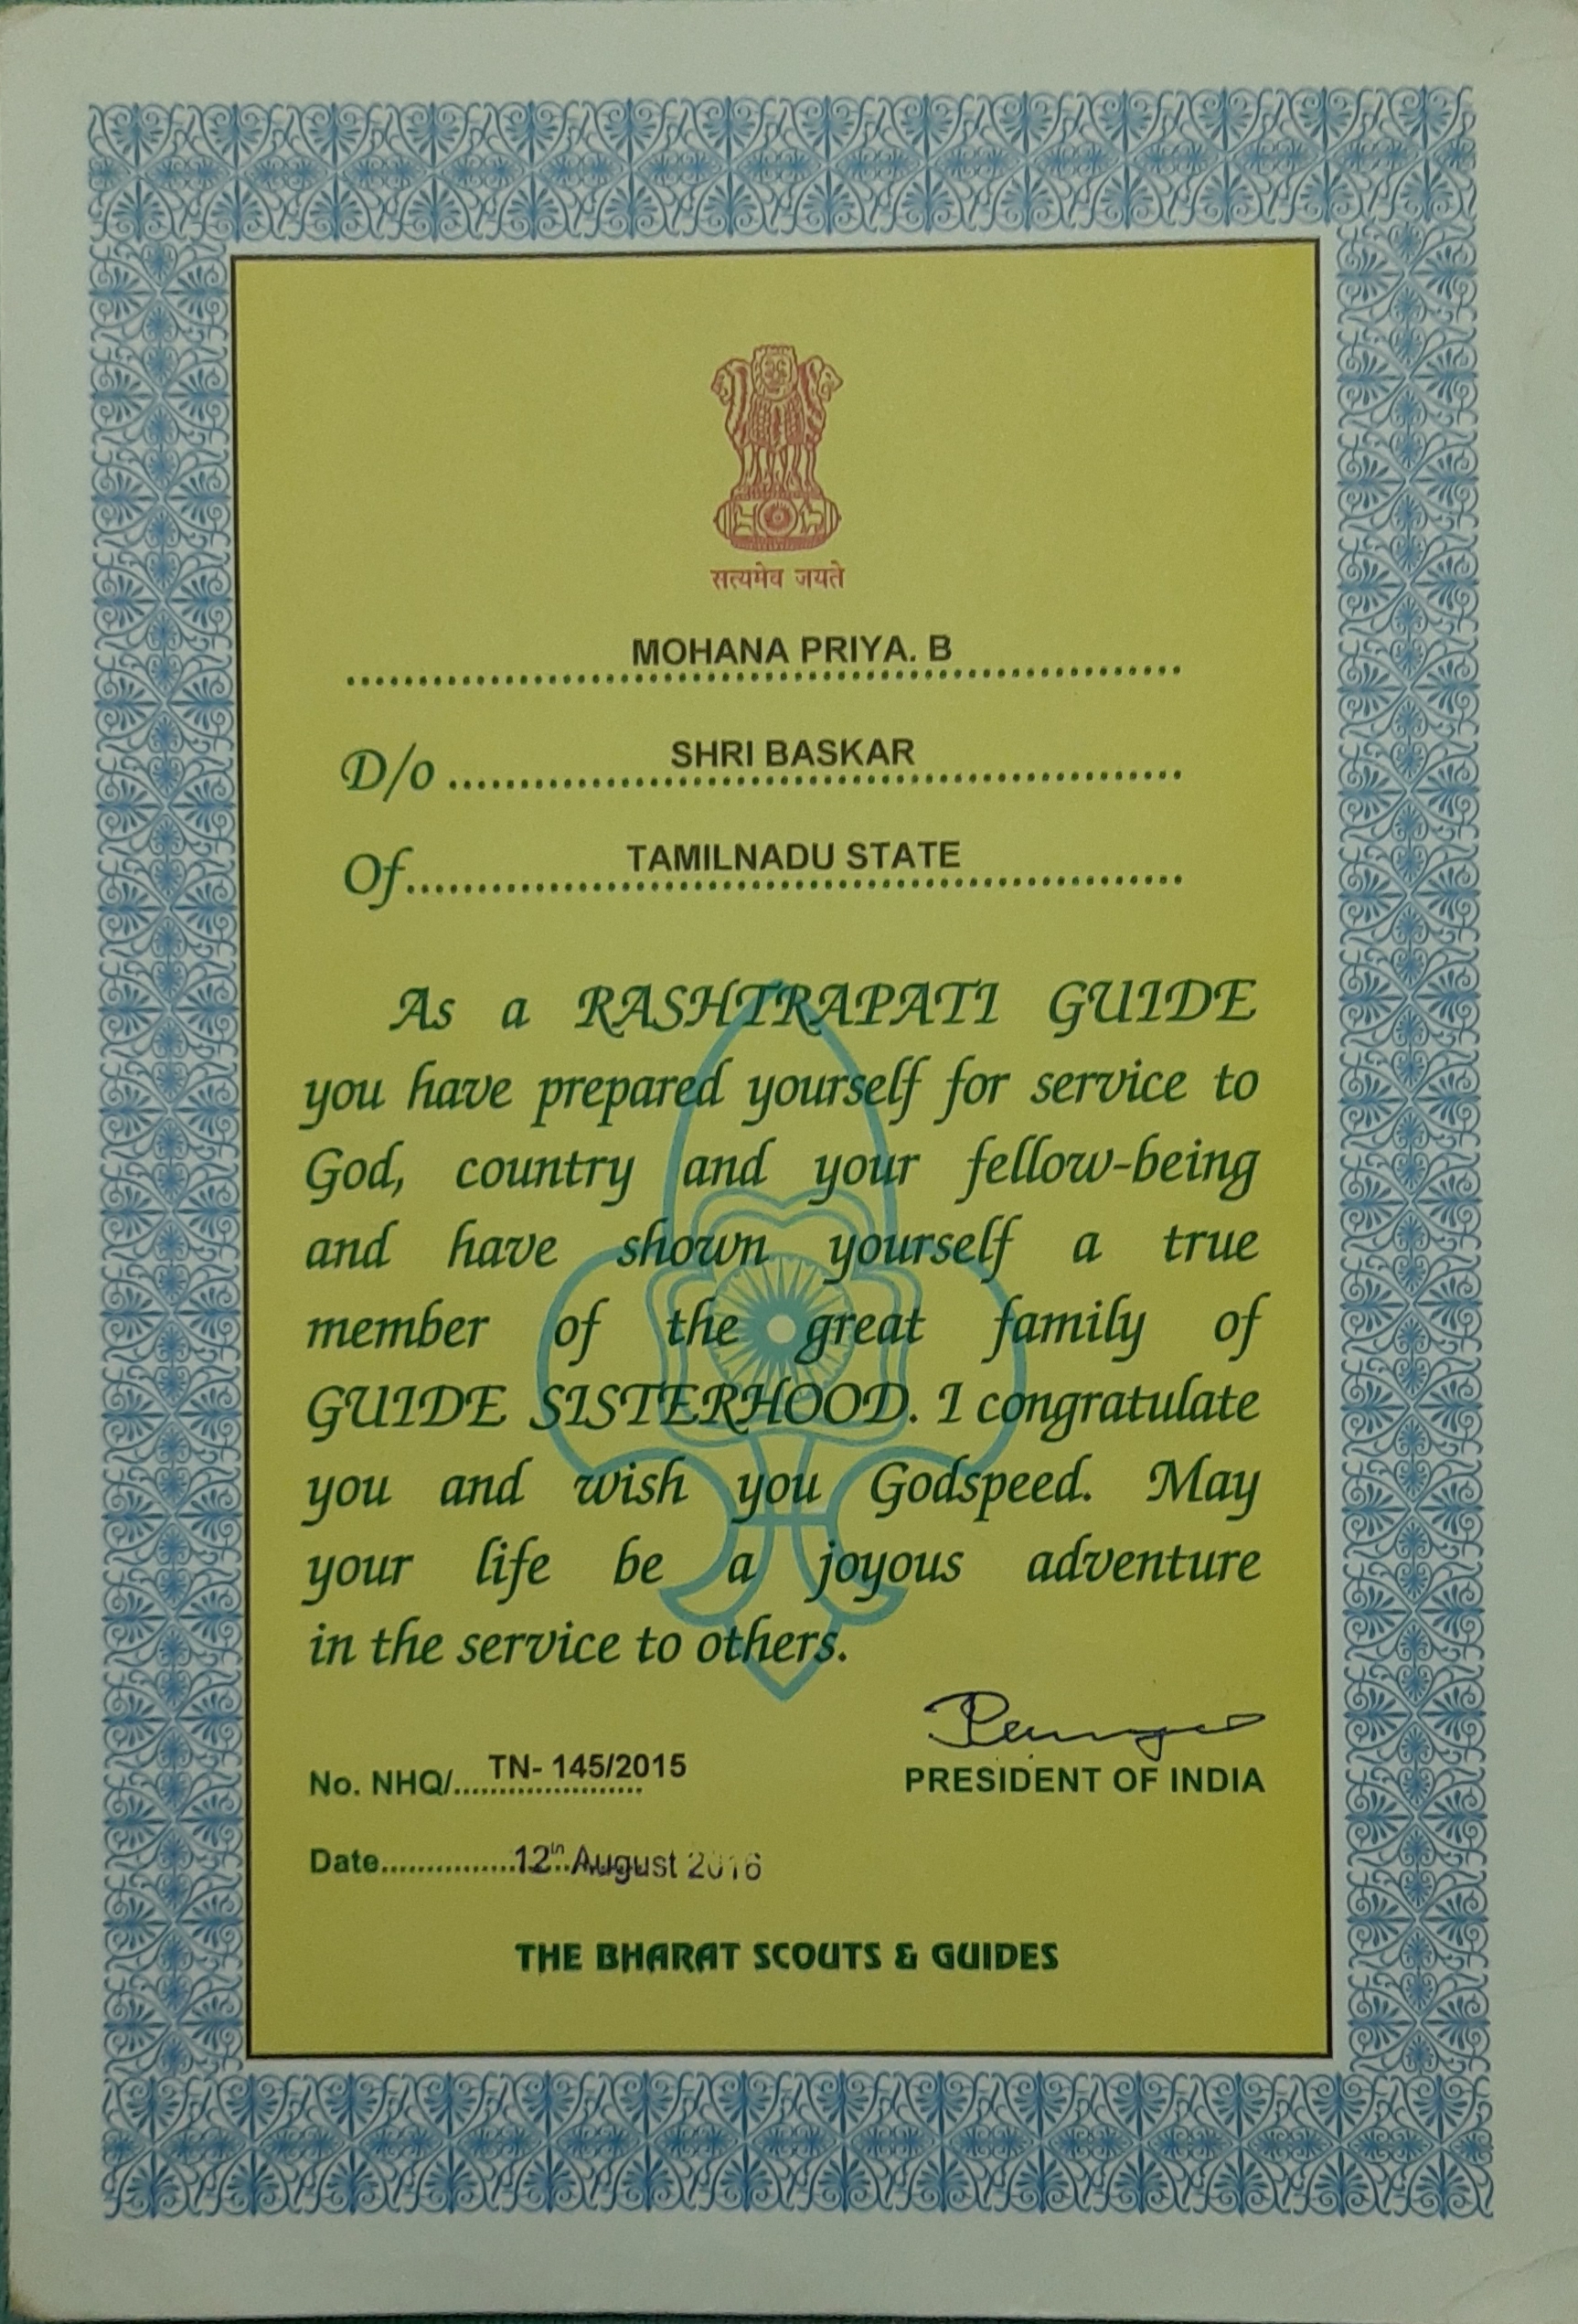 सत्यमेव जयते
MOHANA PRIYA. B
D/o SHRI BASKAR
Of TAMILNADU STATE
As a RASHTRAPATI GUIDE
you have prepared yourself for service to
God, country and your fellow-being
and have shown yourself a true
member of the great family of
GUIDE SISTERHOOD. I congratulate
you and wish you Godspeed. May
your life be a joyous adventure
in the service to others.
No. NHQ/ TN- 145/2015
PRESIDENT OF INDIA
Date 12th August 2016
THE BHARAT SCOUTS & GUIDES